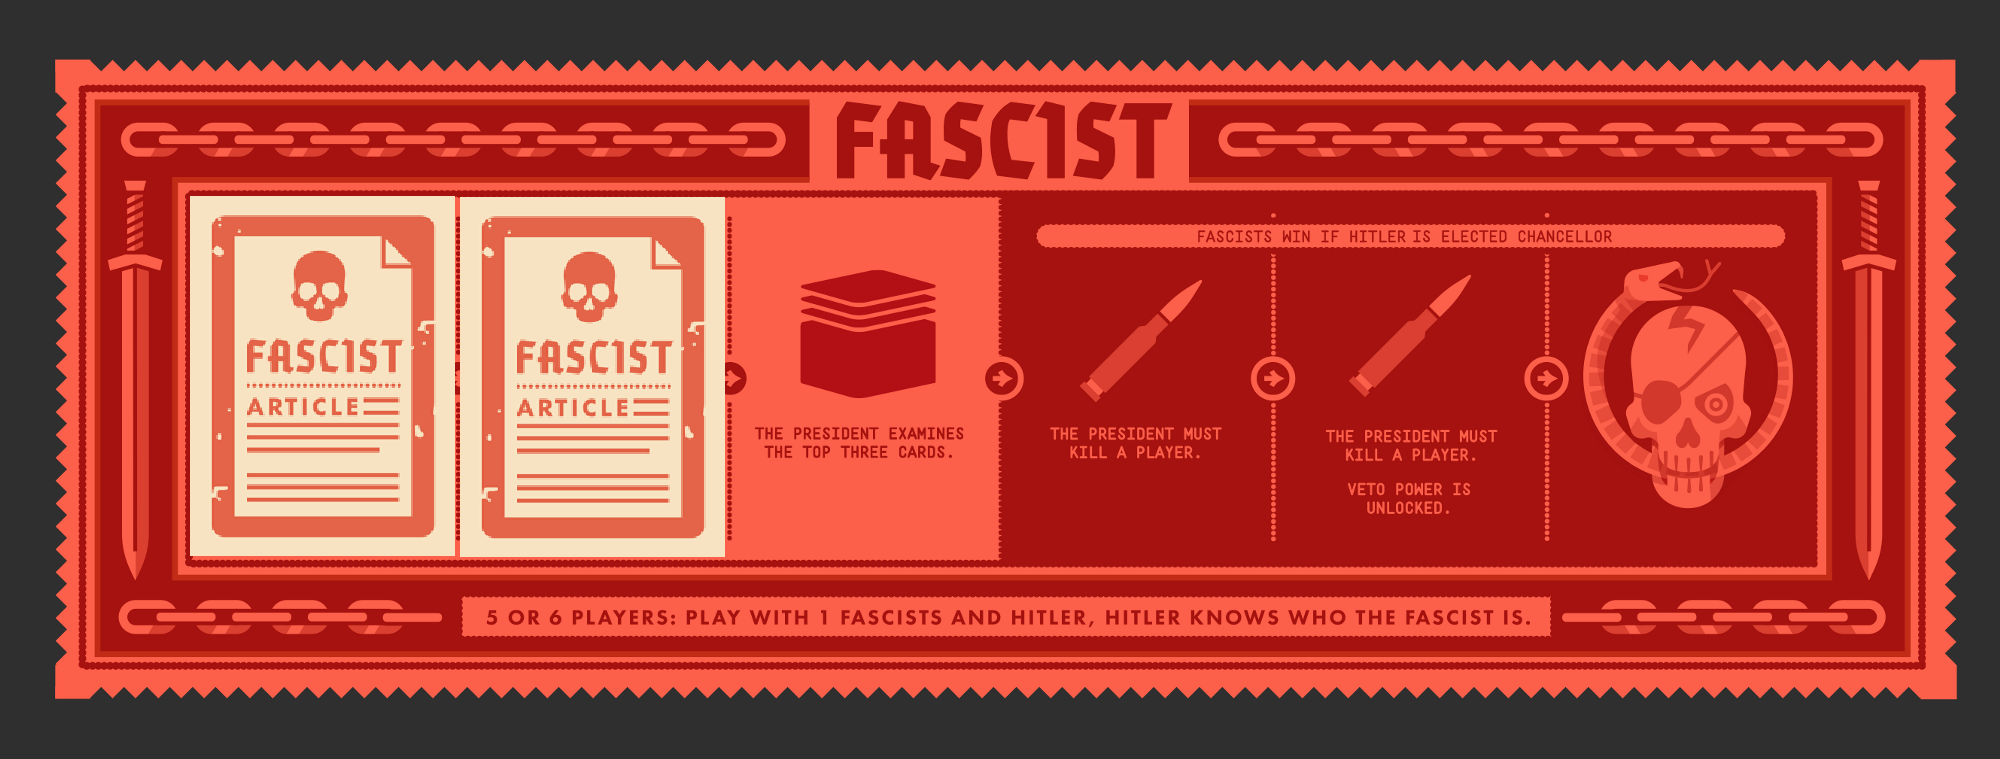 FASCIST
FASCIST
ARTICLE
FASCIST
ARTICLE
THE PRESIDENT EXAMINES
THE TOP THREE CARDS.
FASCISTS WIN IF HITLER IS ELECTED CHANCELLOR
THE PRESIDENT MUST
KILL A PLAYER.
THE PRESIDENT MUST
KILL A PLAYER.
VETO POWER IS
UNLOCKED.
5 OR 6 PLAYERS: PLAY WITH 1 FASCISTS AND HITLER, HITLER KNOWS WHO THE FASCIST IS.